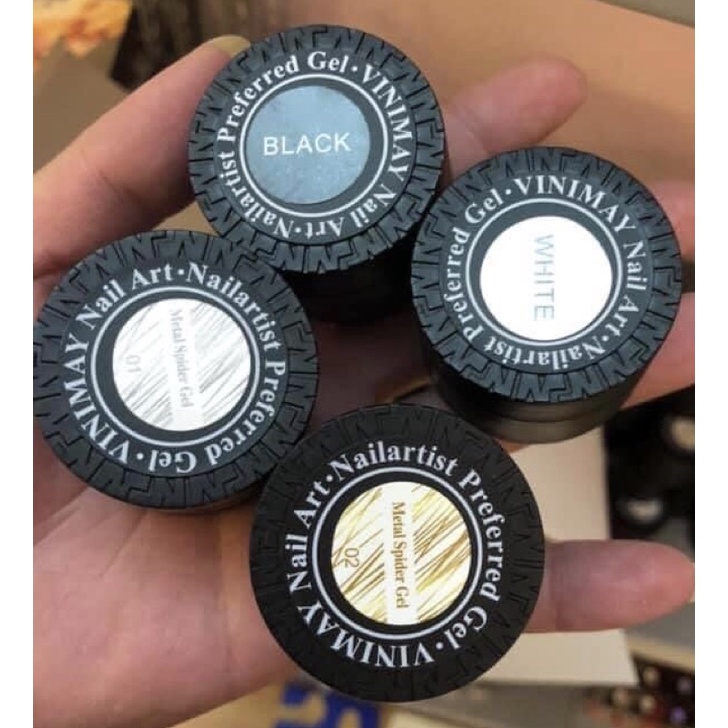 VINIMAY Nail Art•Nailartist Preferred Gel•
BLACK
VINIMAY Nail Art•Nailartist Preferred Gel•
WHITE
VINIMAY Nail Art•Nailartist Preferred Gel•
Metal Spider Gel
01
VINIMAY Nail Art•Nailartist Preferred Gel•
Metal Spider Gel
02